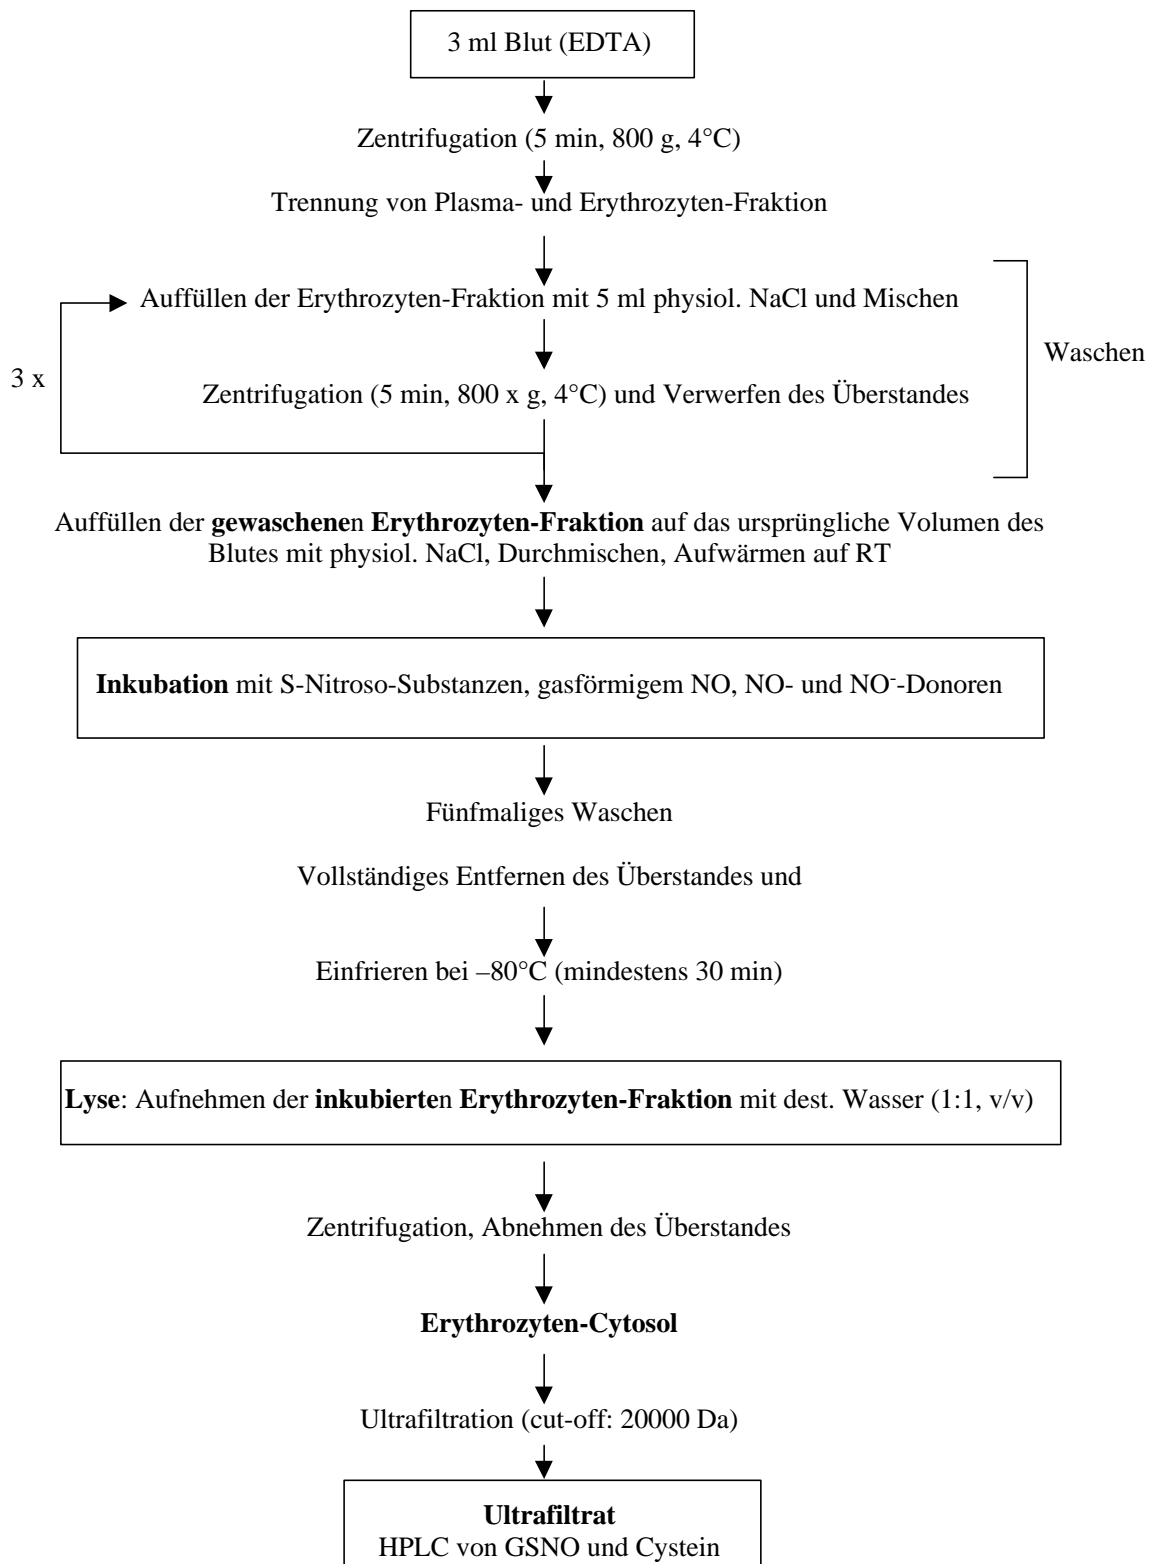 3 ml Blut (EDTA)
Zentrifugation (5 min, 800 g, 4°C)
Trennung von Plasma- und Erythrozyten-Fraktion
Auffüllen der Erythrozyten-Fraktion mit 5 ml physiol. NaCl und Mischen
Waschen
3 x
Zentrifugation (5 min, 800 x g, 4°C) und Verwerfen des Überstandes
Auffüllen der gewaschenen Erythrozyten-Fraktion auf das ursprüngliche Volumen des
Blutes mit physiol. NaCl, Durchmischen, Aufwärmen auf RT
Inkubation mit S-Nitroso-Substanzen, gasförmigem NO, NO- und NO⁻-Donoren
Fünfmaliges Waschen
Vollständiges Entfernen des Überstandes und
Einfrieren bei –80°C (mindestens 30 min)
Lyse: Aufnehmen der inkubierten Erythrozyten-Fraktion mit dest. Wasser (1:1, v/v)
Zentrifugation, Abnehmen des Überstandes
Erythrozyten-Cytosol
Ultrafiltration (cut-off: 20000 Da)
Ultrafiltrat
HPLC von GSNO und Cystein